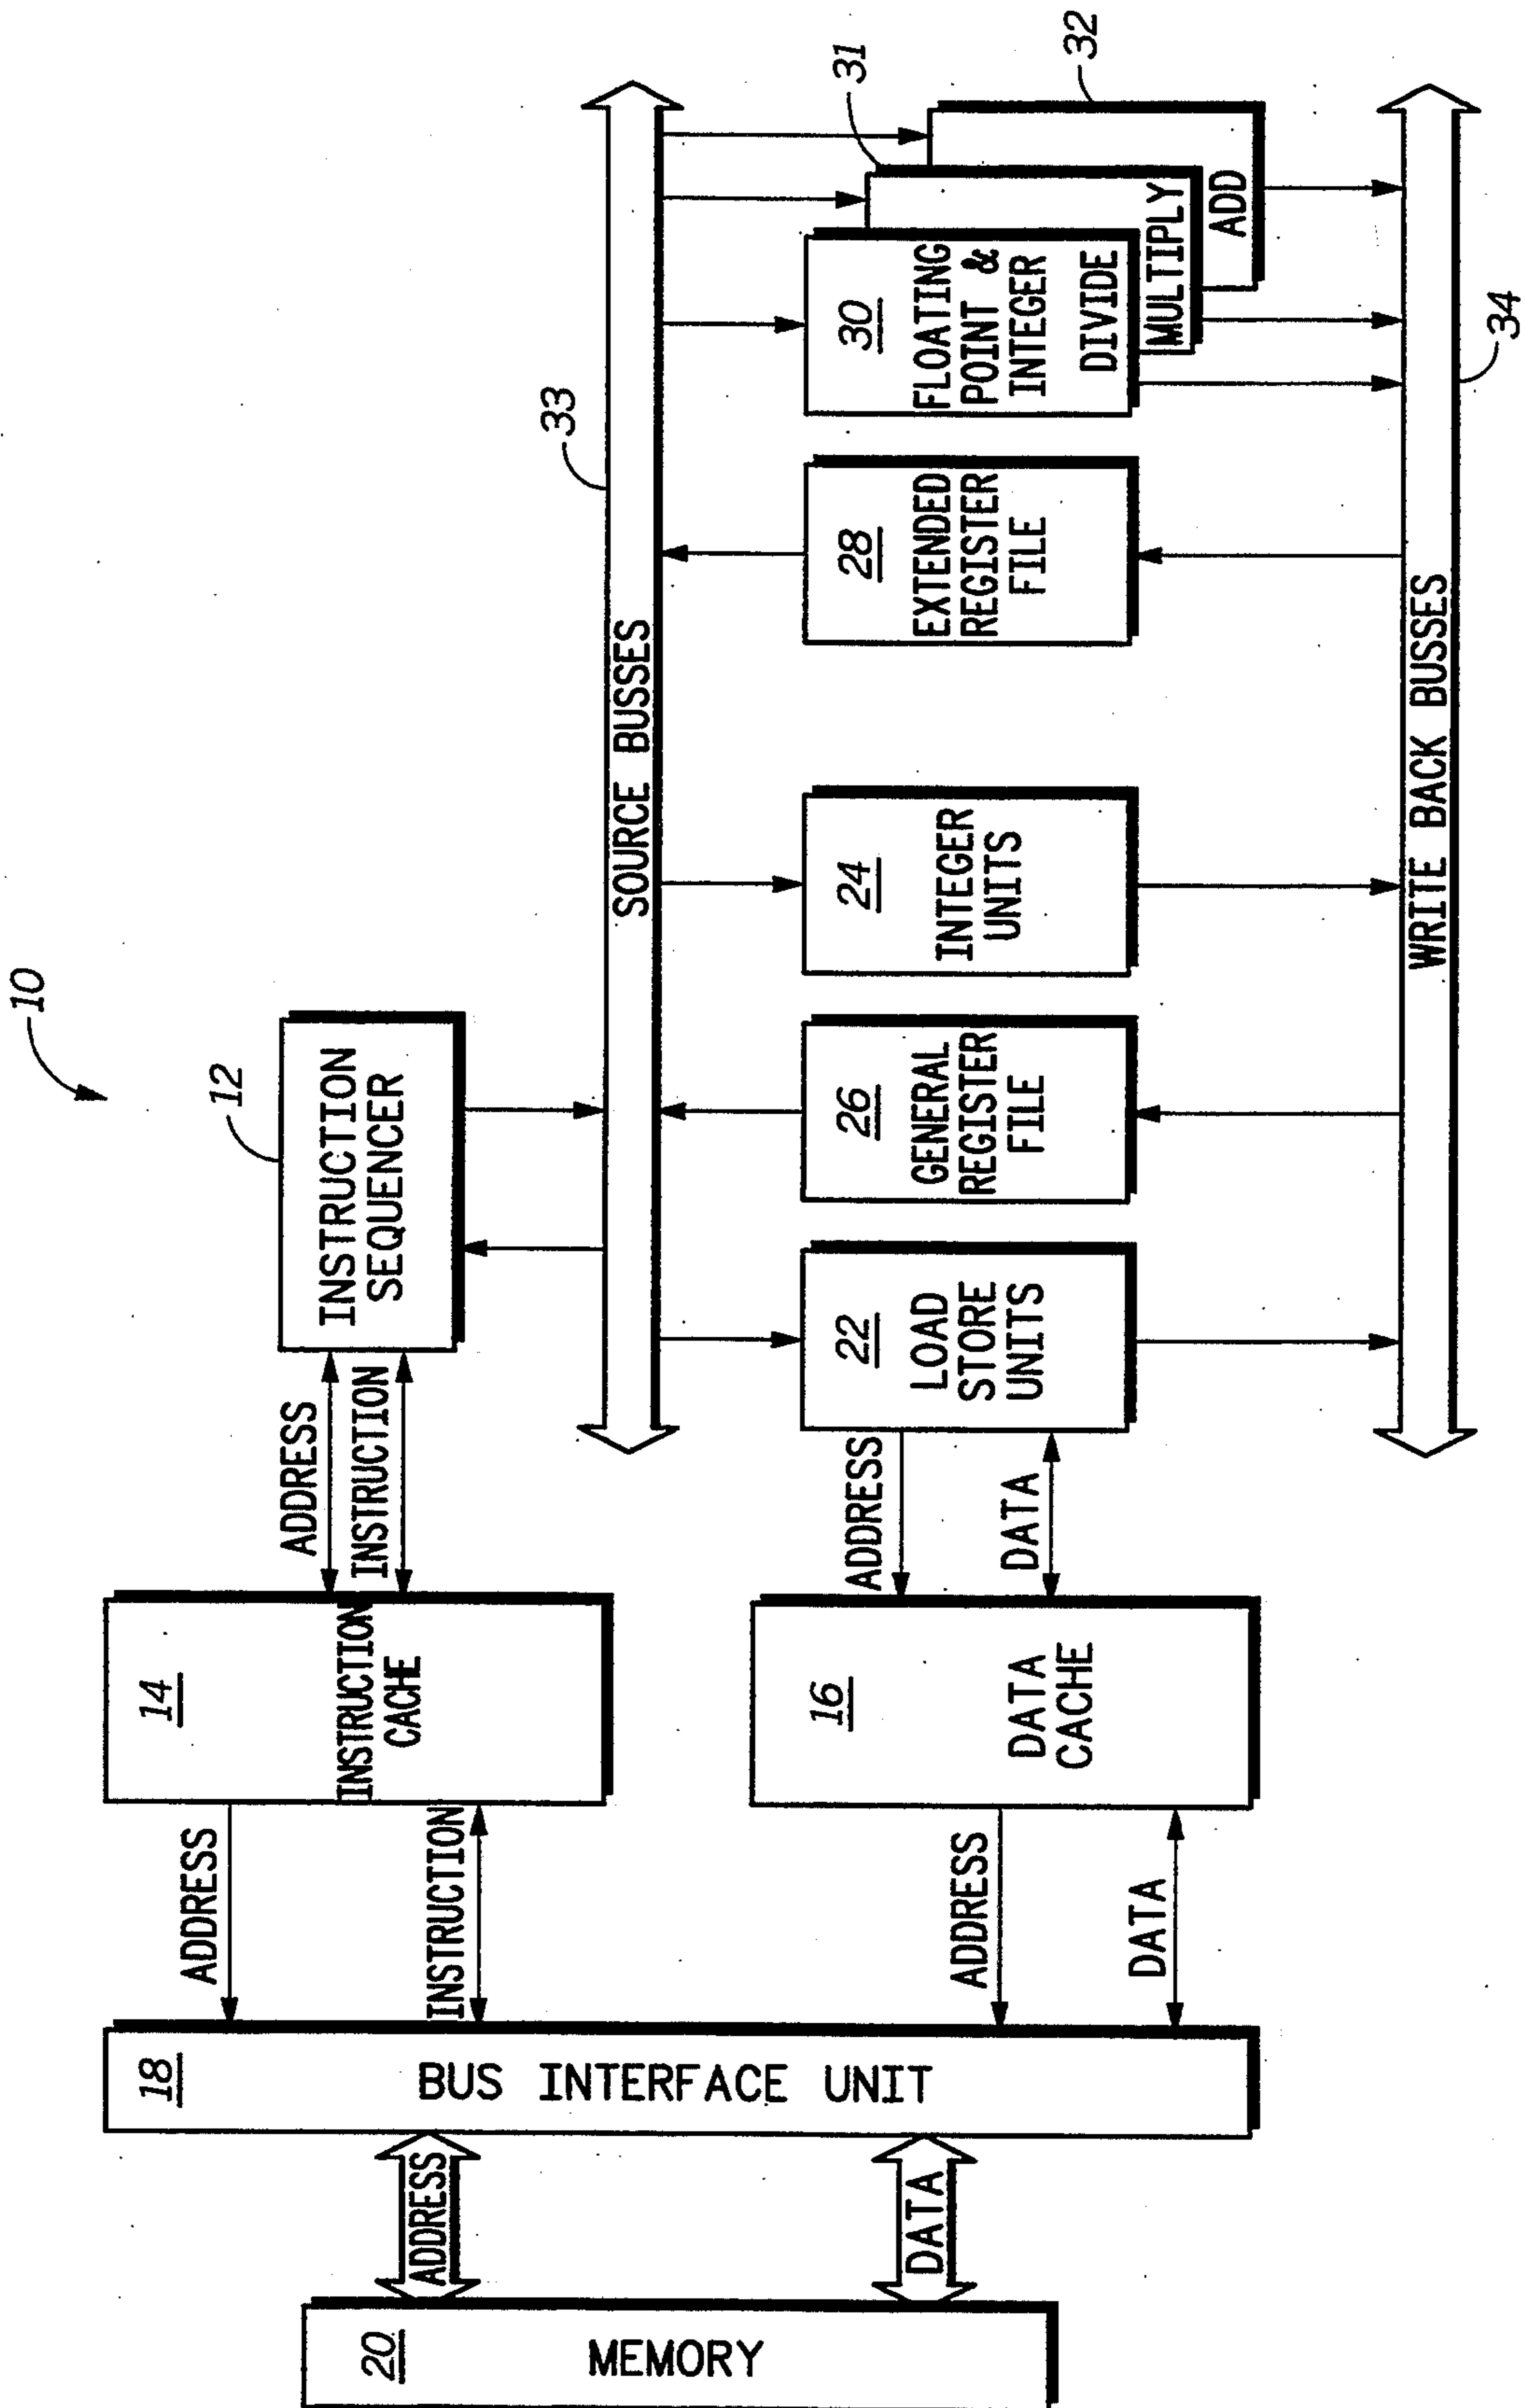 10
20
MEMORY
ADDRESS
DATA
18
BUS INTERFACE UNIT
ADDRESS
INSTRUCTION
ADDRESS
DATA
14
INSTRUCTION
CACHE
16
DATA
CACHE
ADDRESS
INSTRUCTION
ADDRESS
DATA
12
INSTRUCTION
SEQUENCER
33
SOURCE BUSSES
22
LOAD
STORE
UNITS
26
GENERAL
REGISTER
FILE
24
INTEGER
UNITS
28
EXTENDED
REGISTER
FILE
30
FLOATING
POINT &
INTEGER
DIVIDE
31
MULTIPLY
32
ADD
WRITE BACK BUSSES
34